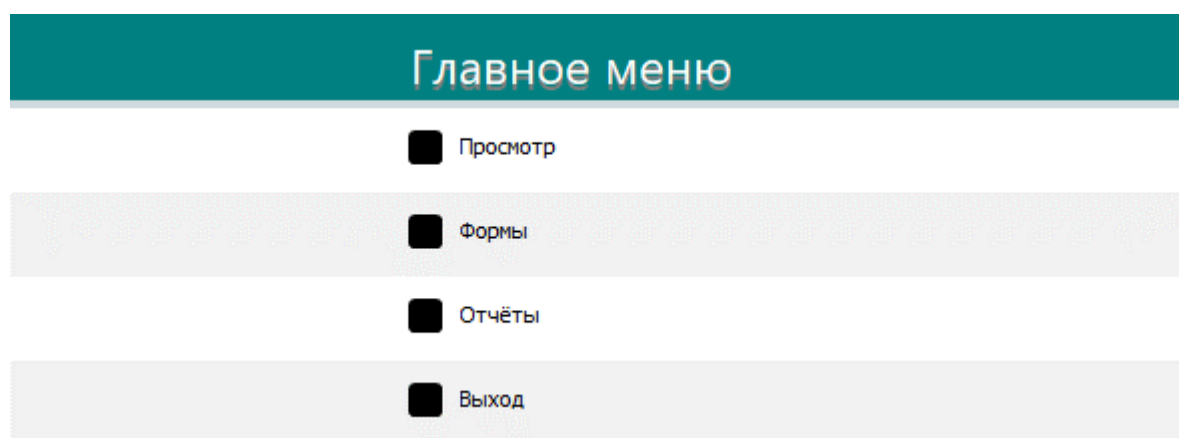 Главное меню
Просмотр
Формы
Отчёты
Выход